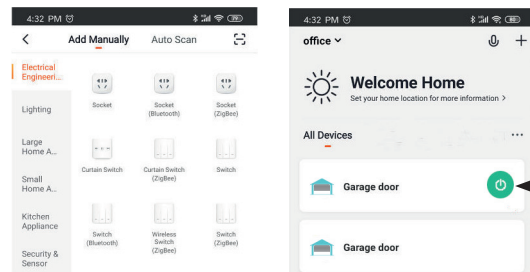 4:32 PM
79
Add Manually
Auto Scan
Electrical
Engineeri...
Socket
Socket
(Bluetooth)
Socket
(ZigBee)
Lighting
Large
Home A...
Curtain Switch
Curtain Switch
(ZigBee)
Switch
Small
Home A...
Kitchen
Appliance
Switch
(Bluetooth)
Wireless
Switch
(ZigBee)
Switch
(ZigBee)
Security &
Sensor
4:32 PM
80
office
Welcome Home
Set your home location for more information >
All Devices
...
Garage door
Garage door